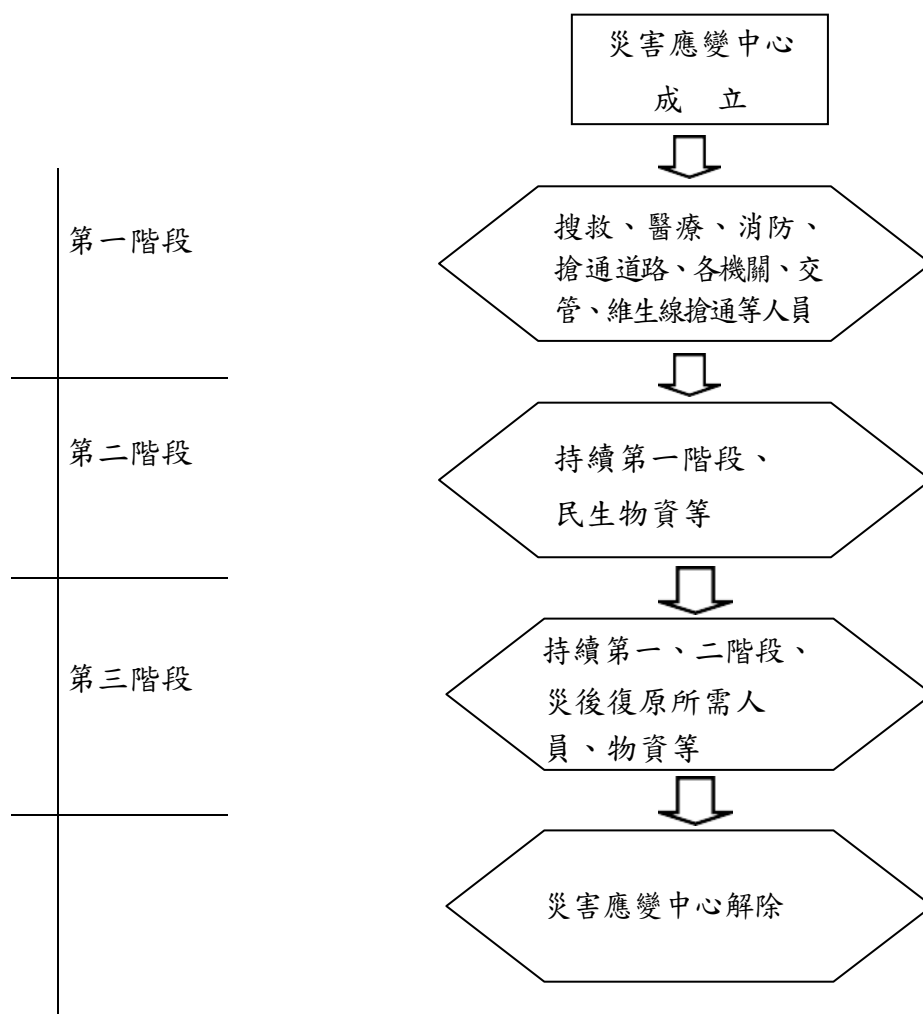 災害應變中心
成 立
第一階段
搜救、醫療、消防、
搶通道路、各機關、交
管、維生線搶通等人員
第二階段
持續第一階段、
民生物資等
第三階段
持續第一、二階段、
災後復原所需人
員、物資等
災害應變中心解除